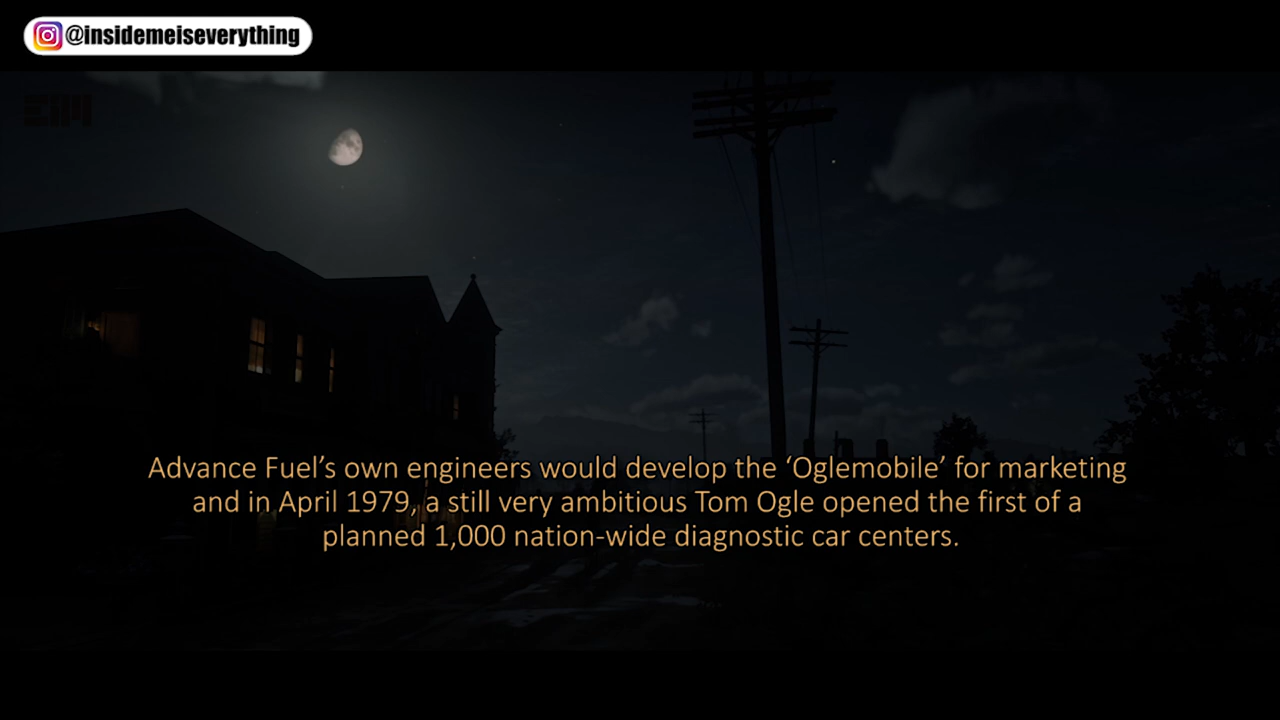 @insidemeiseverything
Advance Fuel’s own engineers would develop the ‘Oglemobile’ for marketing
and in April 1979, a still very ambitious Tom Ogle opened the first of a
planned 1,000 nation-wide diagnostic car centers.